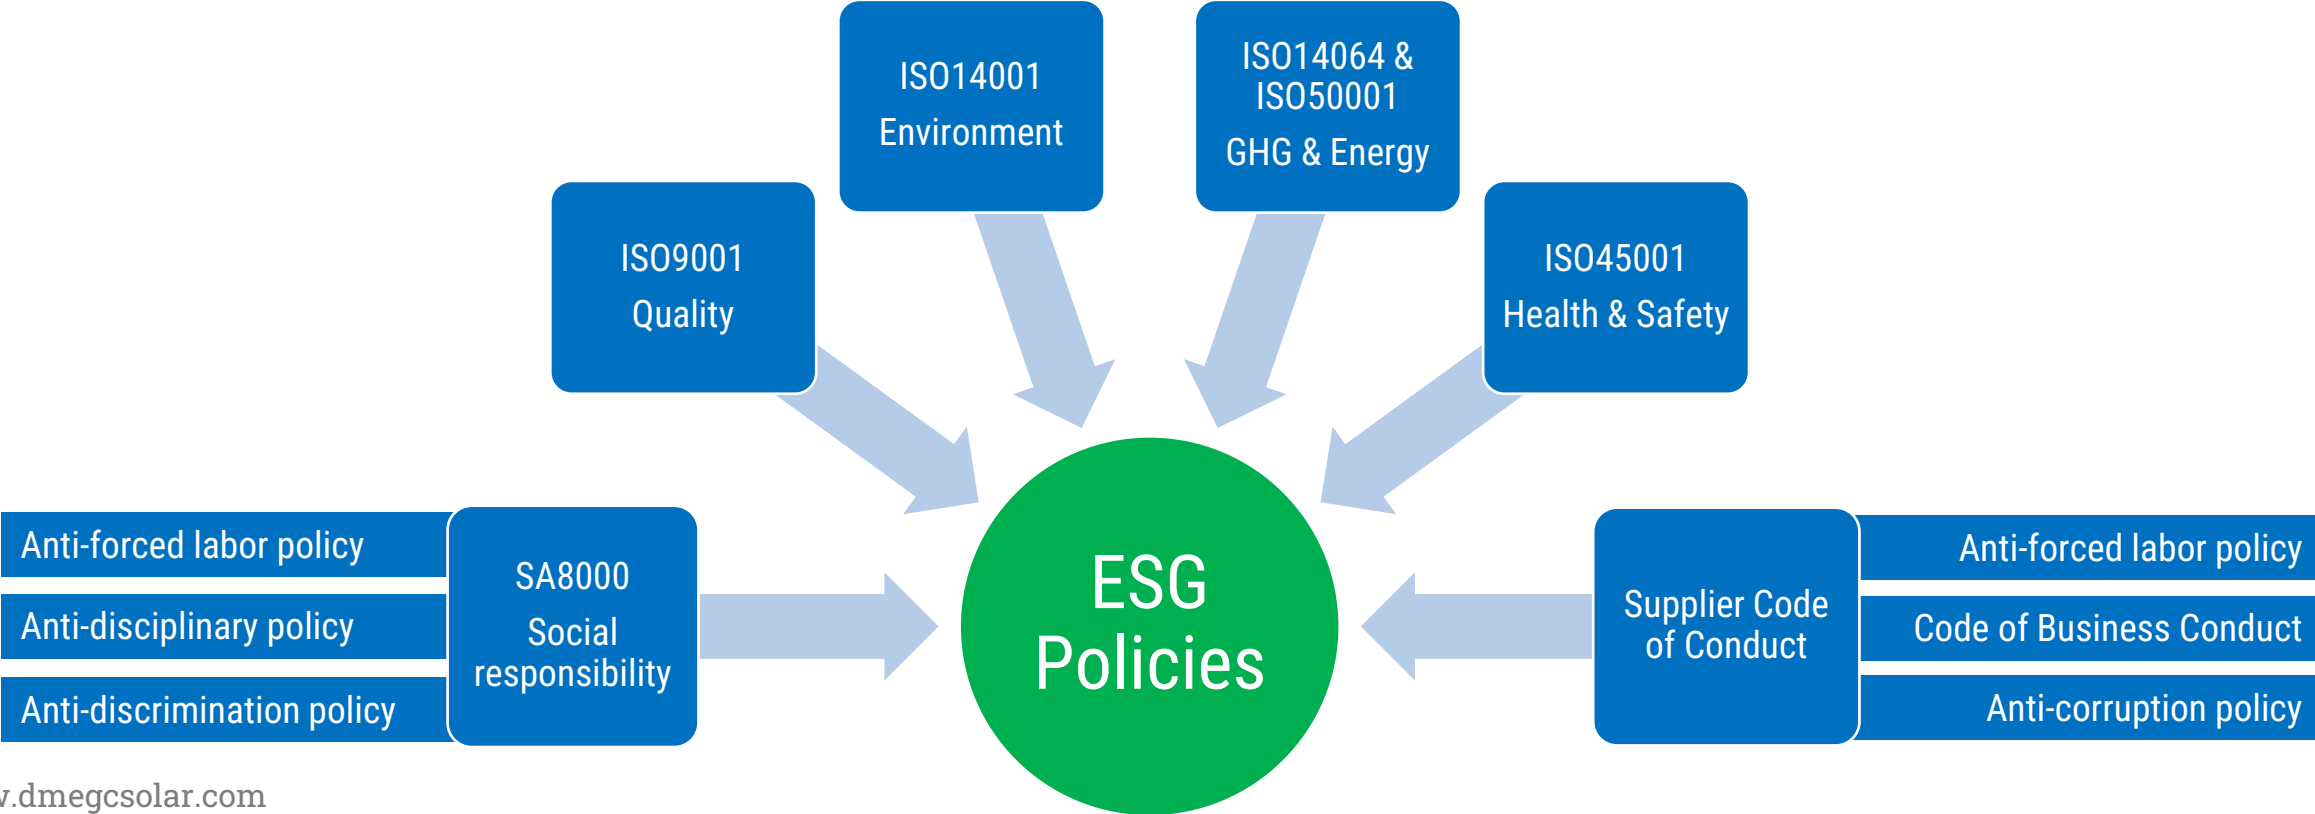 ISO14001
Environment
ISO14064 &
ISO50001
GHG & Energy
ISO9001
Quality
ISO45001
Health & Safety
Anti-forced labor policy
Anti-disciplinary policy
Anti-discrimination policy
SA8000
Social
responsibility
ESG
Policies
Supplier Code
of Conduct
Anti-forced labor policy
Code of Business Conduct
Anti-corruption policy
.dmegcsolar.com